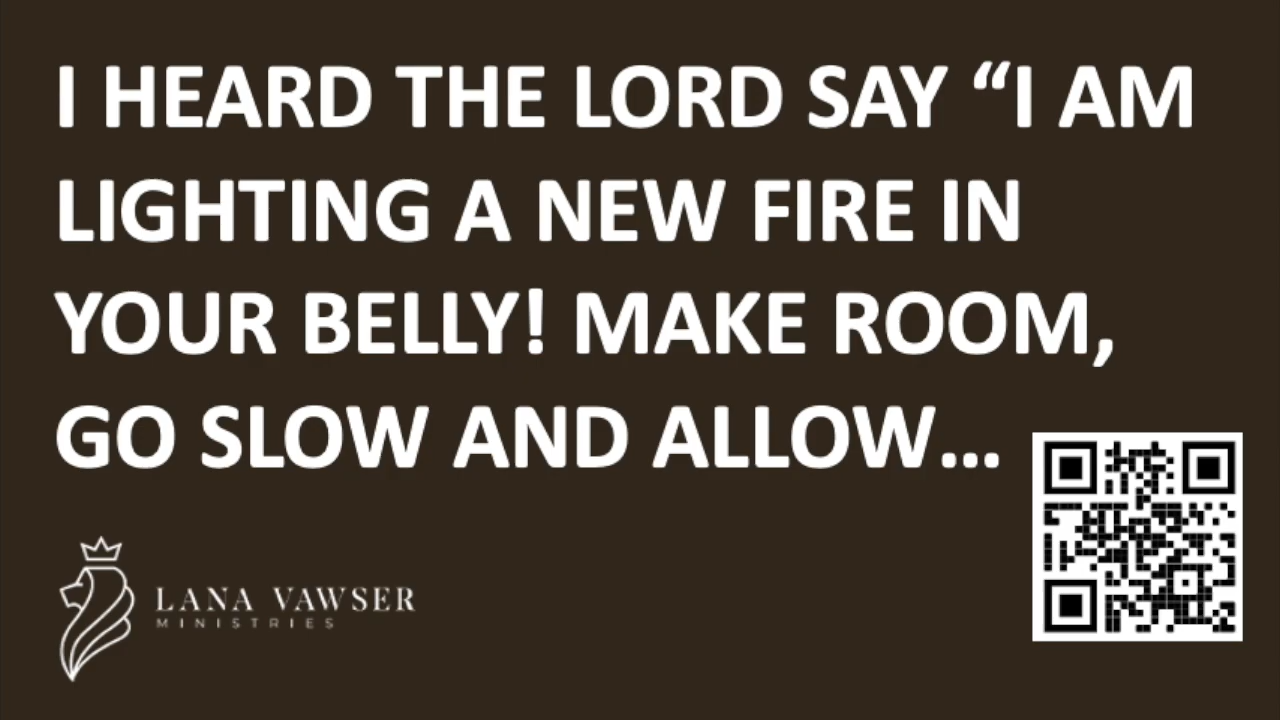 I HEARD THE LORD SAY “I AM
LIGHTING A NEW FIRE IN
YOUR BELLY! MAKE ROOM,
GO SLOW AND ALLOW...
LANA VAWSER
MINISTRIES